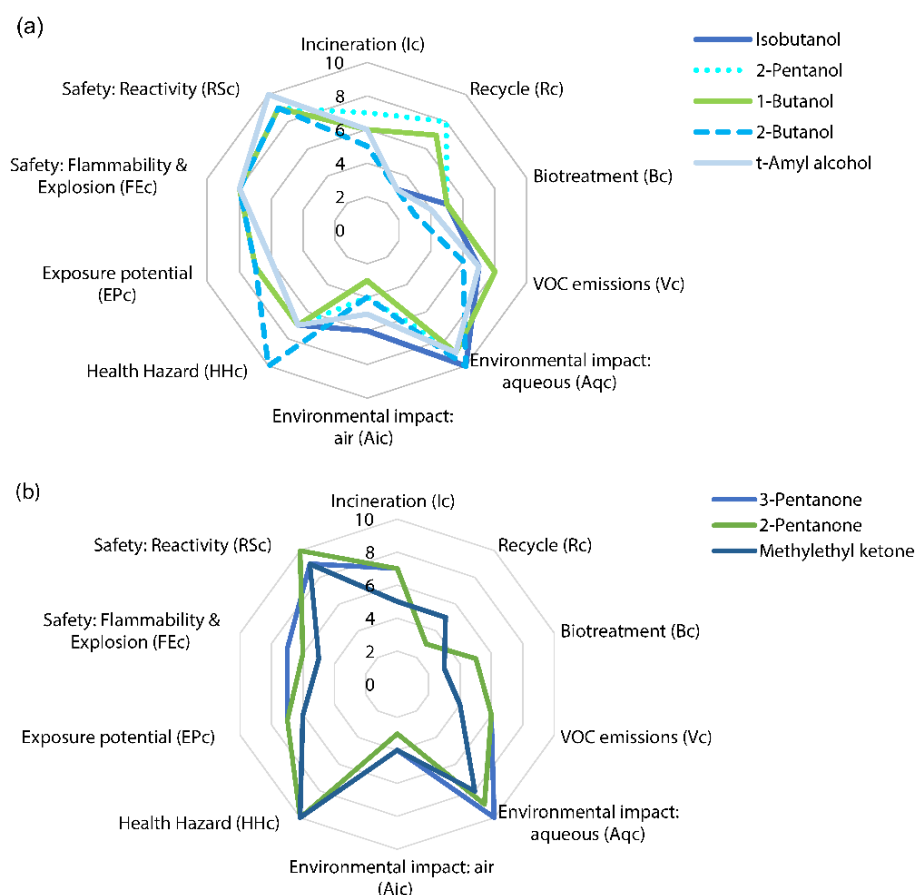 (a)
Incineration (Ic)
10
8
6
4
2
0
Recycle (Rc)
Biotreatment (Bc)
VOC emissions (Vc)
Environmental impact:
aqueous (Aqc)
Environmental impact:
air (Aic)
Health Hazard (HHc)
Exposure potential
(EPc)
Safety: Flammability &
Explosion (FEc)
Safety: Reactivity (RSc)
Isobutanol
2-Pentanol
1-Butanol
2-Butanol
t-Amyl alcohol
(b)
Incineration (Ic)
10
8
6
4
2
0
Recycle (Rc)
Biotreatment (Bc)
VOC emissions (Vc)
Environmental impact:
aqueous (Aqc)
Environmental impact: air
(Aic)
Health Hazard (HHc)
Exposure potential (EPc)
Safety: Flammability &
Explosion (FEc)
Safety: Reactivity (RSc)
3-Pentanone
2-Pentanone
Methylethyl ketone